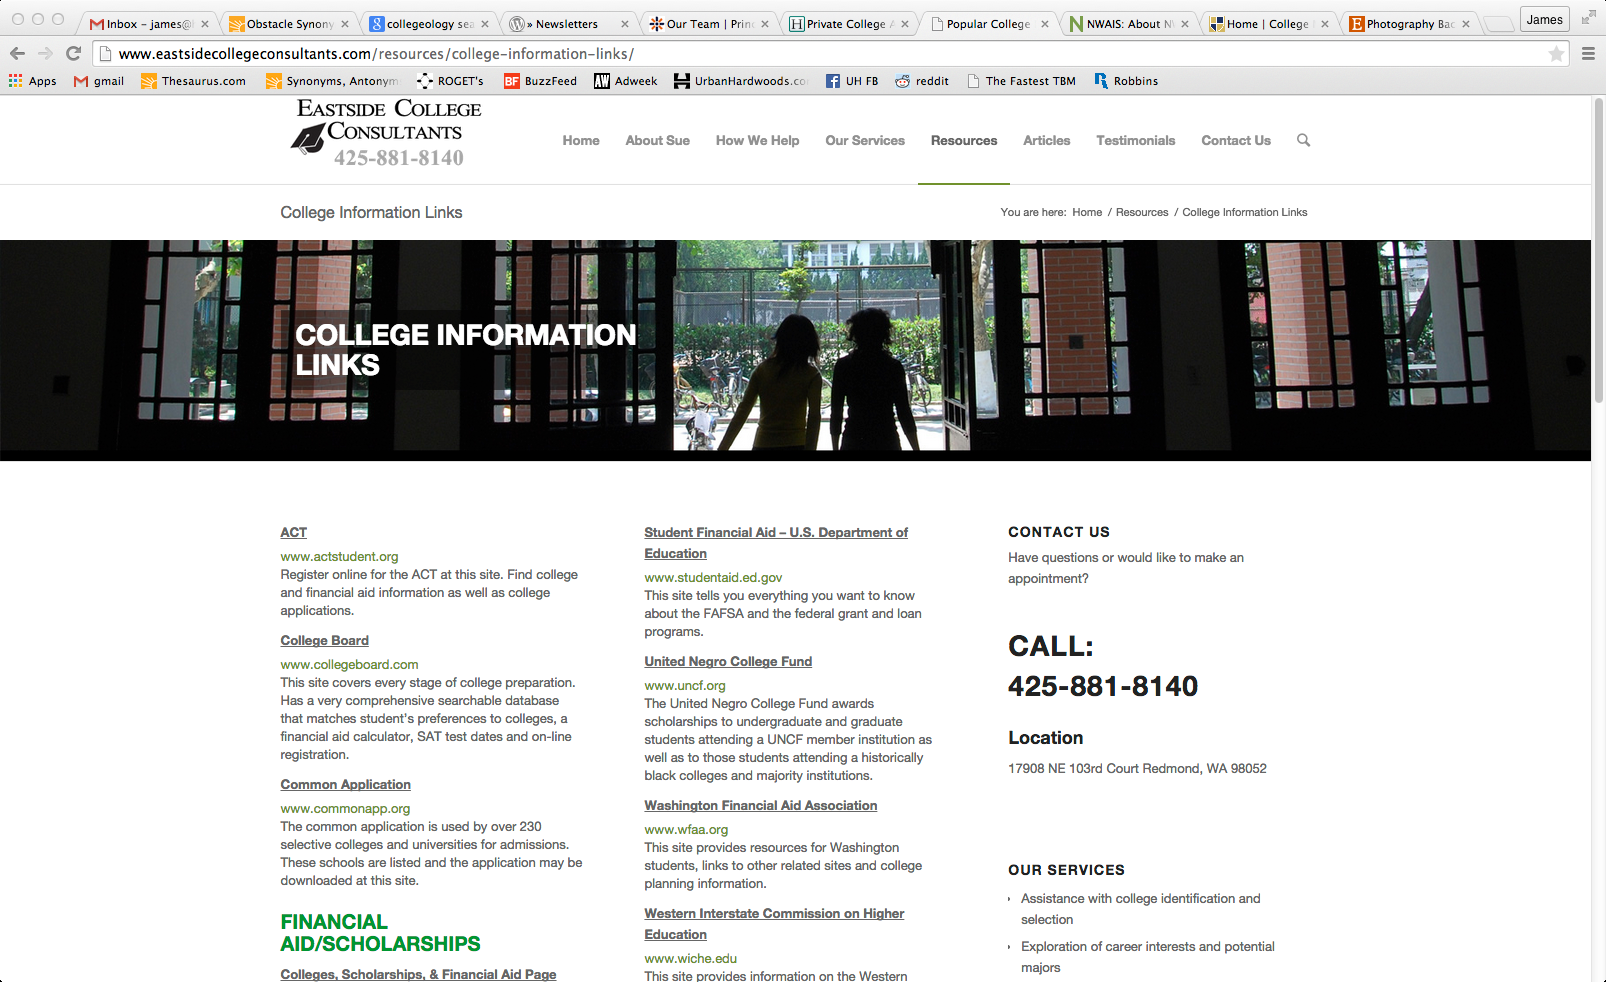 Inbox – james@
Obstacle Synony
collegeology sea
» Newsletters
Our Team | Prin
Private College A
Popular College
NWAIS: About N
Home | College
Photography Bac
James
www.eastsidecollegeconsultants.com/resources/college-information-links/
Apps
gmail
Thesaurus.com
Synonyms, Antonym
ROGET's
BF
BuzzFeed
AW
Adweek
UrbanHardwoods.co
UH FB
reddit
The Fastest TBM
Robbins
EASTSIDE COLLEGE
CONSULTANTS
425-881-8140
Home
About Sue
How We Help
Our Services
Resources
Articles
Testimonials
Contact Us
College Information Links
You are here: Home / Resources / College Information Links
COLLEGE INFORMATION
LINKS
ACT
www.actstudent.org
Register online for the ACT at this site. Find college
and financial aid information as well as college
applications.
College Board
www.collegeboard.com
This site covers every stage of college preparation.
Has a very comprehensive searchable database
that matches student's preferences to colleges, a
financial aid calculator, SAT test dates and on-line
registration.
Common Application
www.commonapp.org
The common application is used by over 230
selective colleges and universities for admissions.
These schools are listed and the application may be
downloaded at this site.
FINANCIAL
AID/SCHOLARSHIPS
Colleges, Scholarships, & Financial Aid Page
Student Financial Aid – U.S. Department of
Education
www.studentaid.ed.gov
This site tells you everything you want to know
about the FAFSA and the federal grant and loan
programs.
United Negro College Fund
www.uncf.org
The United Negro College Fund awards
scholarships to undergraduate and graduate
students attending a UNCF member institution as
well as to those students attending a historically
black colleges and majority institutions.
Washington Financial Aid Association
www.wfaa.org
This site provides resources for Washington
students, links to other related sites and college
planning information.
Western Interstate Commission on Higher
Education
www.wiche.edu
This site provides information on the Western
CONTACT US
Have questions or would like to make an
appointment?
CALL:
425-881-8140
Location
17908 NE 103rd Court Redmond, WA 98052
OUR SERVICES
Assistance with college identification and
selection
Exploration of career interests and potential
majors